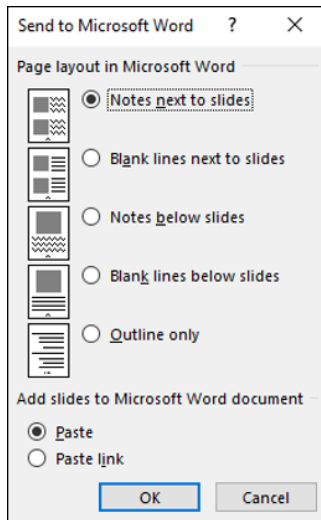 Send to Microsoft Word ? ×
Page layout in Microsoft Word
Notes next to slides
Blank lines next to slides
Notes below slides
Blank lines below slides
Outline only
Add slides to Microsoft Word document
Paste
Paste link
OK Cancel